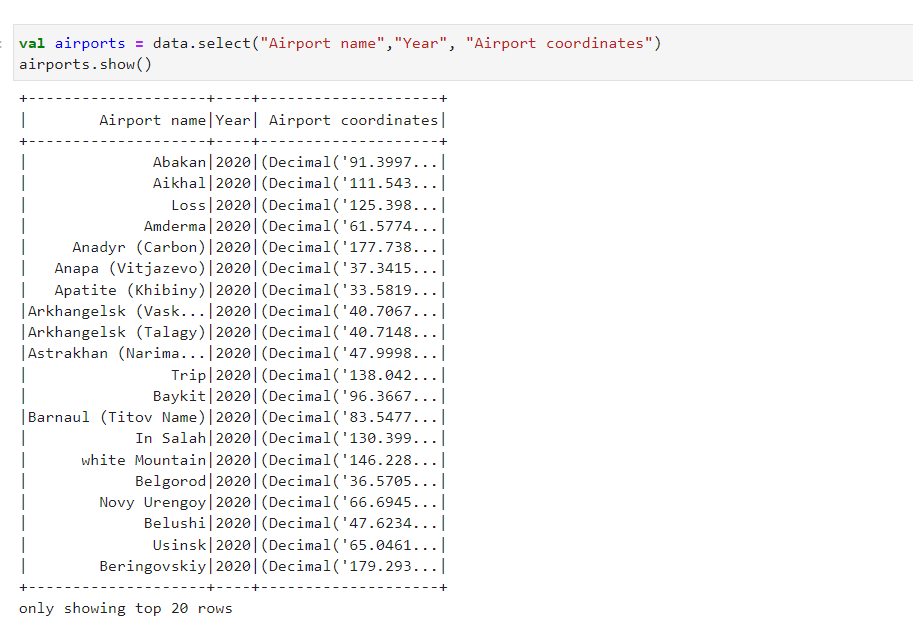 val airports = data.select("Airport name","Year", "Airport coordinates")
airports.show()
+--------------------+----+--------------------+
|        Airport name|Year| Airport coordinates|
+--------------------+----+--------------------+
|              Abakan|2020|(Decimal('91.3997...|
|              Aikhal|2020|(Decimal('111.543...|
|                Loss|2020|(Decimal('125.398...|
|             Amderma|2020|(Decimal('61.5774...|
|     Anadyr (Carbon)|2020|(Decimal('177.738...|
|   Anapa (Vitjazevo)|2020|(Decimal('37.3415...|
|   Apatite (Khibiny)|2020|(Decimal('33.5819...|
|Arkhangelsk (Vask...|2020|(Decimal('40.7067...|
|Arkhangelsk (Talagy)|2020|(Decimal('40.7148...|
|Astrakhan (Narima...|2020|(Decimal('47.9998...|
|                Trip|2020|(Decimal('138.042...|
|              Baykit|2020|(Decimal('96.3667...|
|Barnaul (Titov Name)|2020|(Decimal('83.5477...|
|            In Salah|2020|(Decimal('130.399...|
|      white Mountain|2020|(Decimal('146.228...|
|            Belgorod|2020|(Decimal('36.5705...|
|        Novy Urengoy|2020|(Decimal('66.6945...|
|             Belushi|2020|(Decimal('47.6234...|
|              Usinsk|2020|(Decimal('65.0461...|
|        Beringovskiy|2020|(Decimal('179.293...|
+--------------------+----+--------------------+
only showing top 20 rows